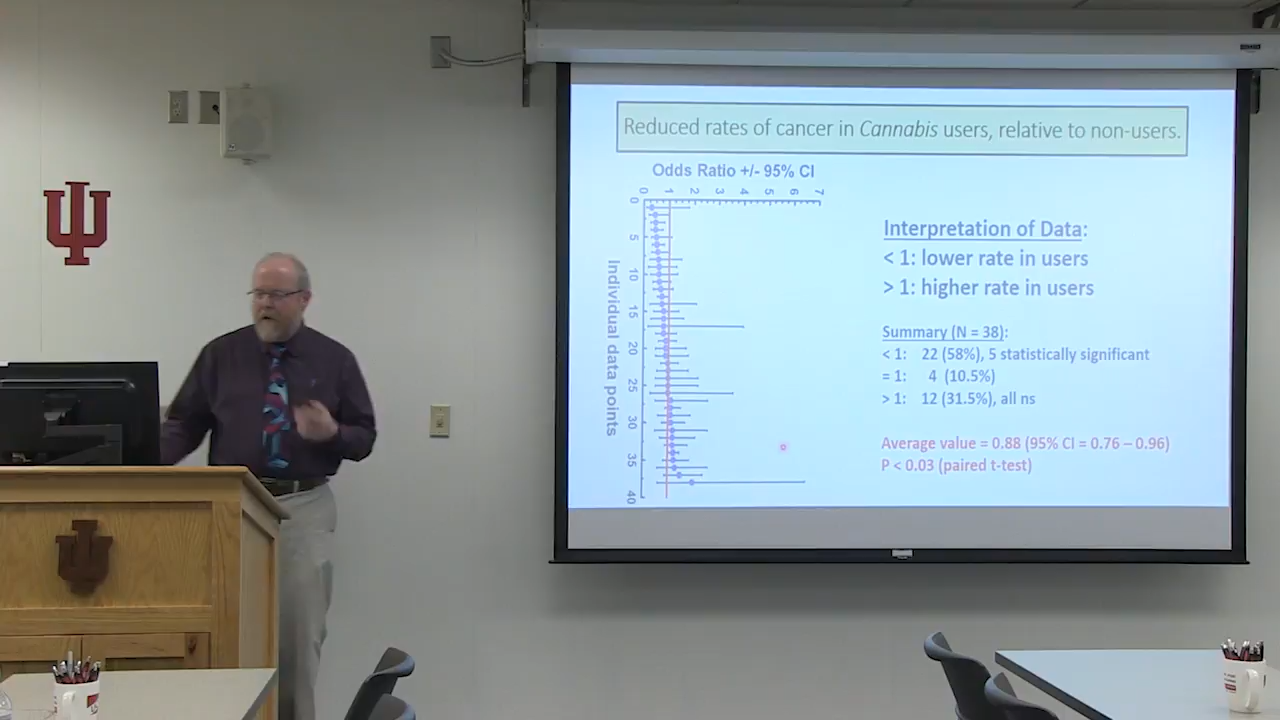 Reduced rates of cancer in Cannabis users, relative to non-users.
Odds Ratio +/- 95% CI
0 1 2 3 4 5 6 7
0
5
10
15
20
25
30
35
40
Individual data points
Interpretation of Data:
< 1: lower rate in users
> 1: higher rate in users
Summary (N = 38):
< 1: 22 (58%), 5 statistically significant
= 1: 4 (10.5%)
> 1: 12 (31.5%), all ns
Average value = 0.88 (95% CI = 0.76 – 0.96)
P < 0.03 (paired t-test)
IU
IU